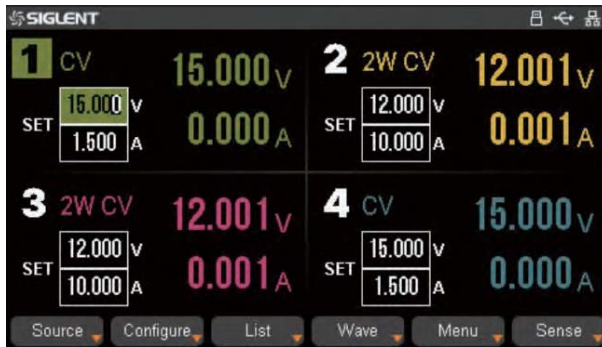 SIGLENT
1 CV 15.000 V
SET 15.000 V
1.500 A
0.000 A
2 2W CV 12.001 V
SET 12.000 V
10.000 A
0.001 A
3 2W CV 12.001 V
SET 12.000 V
10.000 A
0.001 A
4 CV 15.000 V
SET 15.000 V
1.500 A
0.000 A
Source Configure List Wave Menu Sense